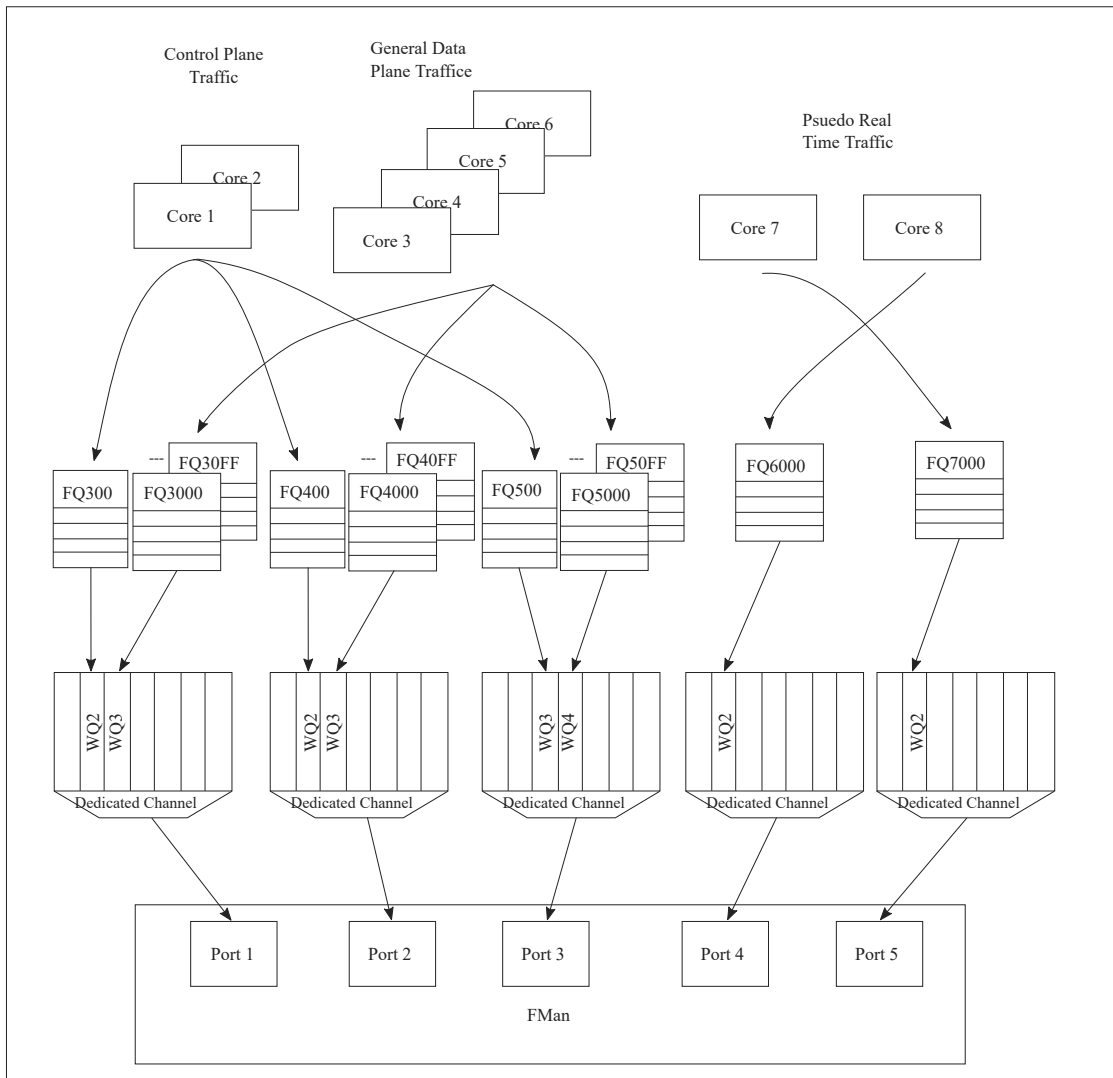 Control Plane
Traffic
General Data
Plane Traffice
Psuedo Real
Time Traffic
Core 6
Core 5
Core 4
Core 3
Core 2
Core 1
Core 7
Core 8
---
FQ30FF
FQ300
FQ3000
---
FQ40FF
FQ400
FQ4000
---
FQ50FF
FQ500
FQ5000
FQ6000
FQ7000
WQ2
WQ3
WQ2
WQ3
WQ3
WQ4
WQ2
WQ2
Dedicated Channel
Dedicated Channel
Dedicated Channel
Dedicated Channel
Dedicated Channel
Port 1
Port 2
Port 3
Port 4
Port 5
FMan